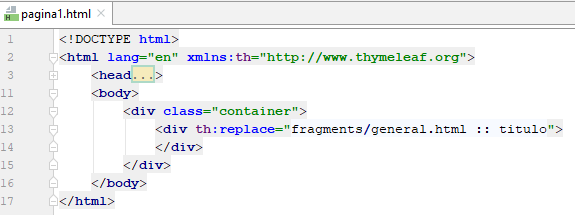 pagina1.html
1 <!DOCTYPE html>
2 <html lang="en" xmlns:th="http://www.thymeleaf.org">
3 <head...>
11 <body>
12 <div class="container">
13 <div th:replace="fragments/general.html :: titulo">
14 </div>
15 </div>
16 </body>
17 </html>